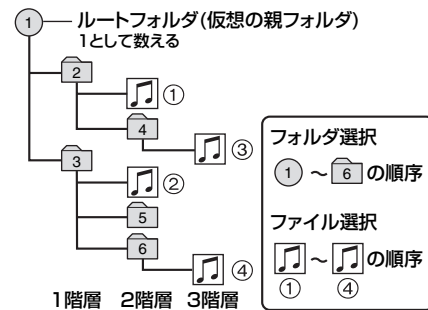 1 ルートフォルダ(仮想の親フォルダ)
1として数える
2
①
4
③
3
②
5
6
④
1階層 2階層 3階層
フォルダ選択
1 ~ 6 の順序
ファイル選択
~ の順序
① ④